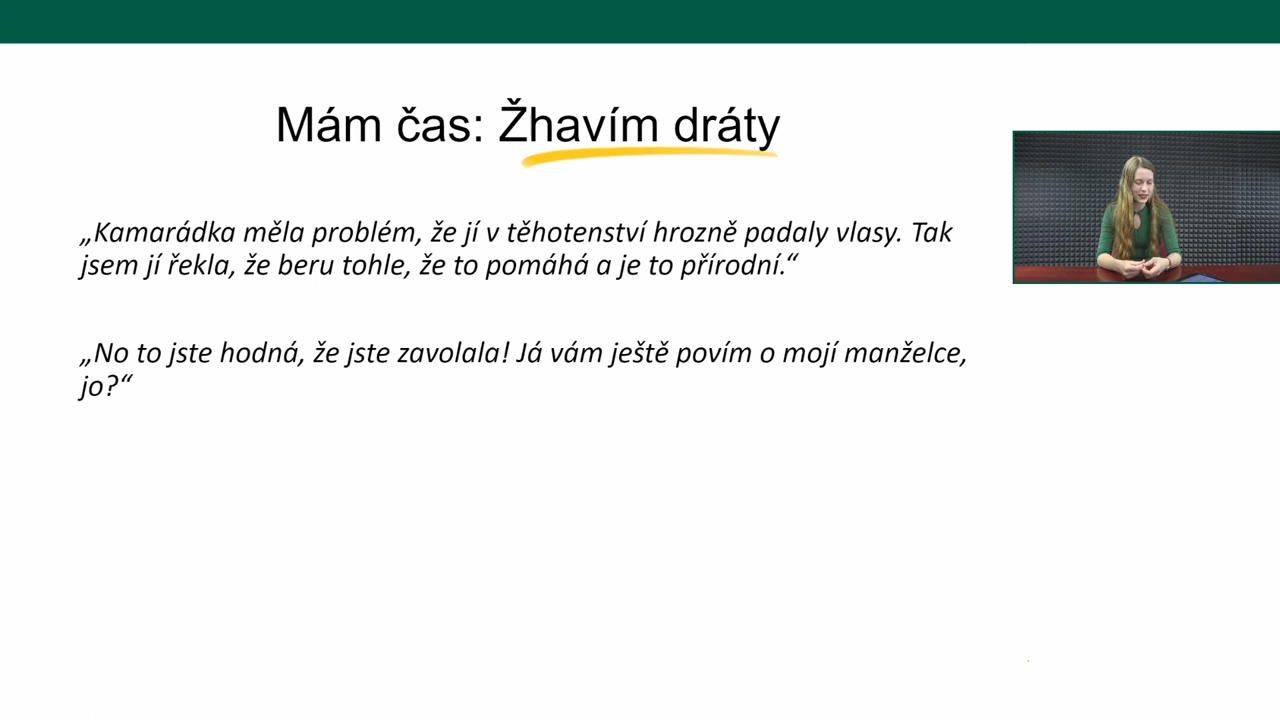 Mám čas: Žhavím dráty
„Kamarádka měla problém, že jí v těhotenství hrozně padaly vlasy. Tak
jsem jí řekla, že beru tohle, že to pomáhá a je to přírodní.“
„No to jste hodná, že jste zavolala! Já vám ještě povím o mojí manželce,
jo?“